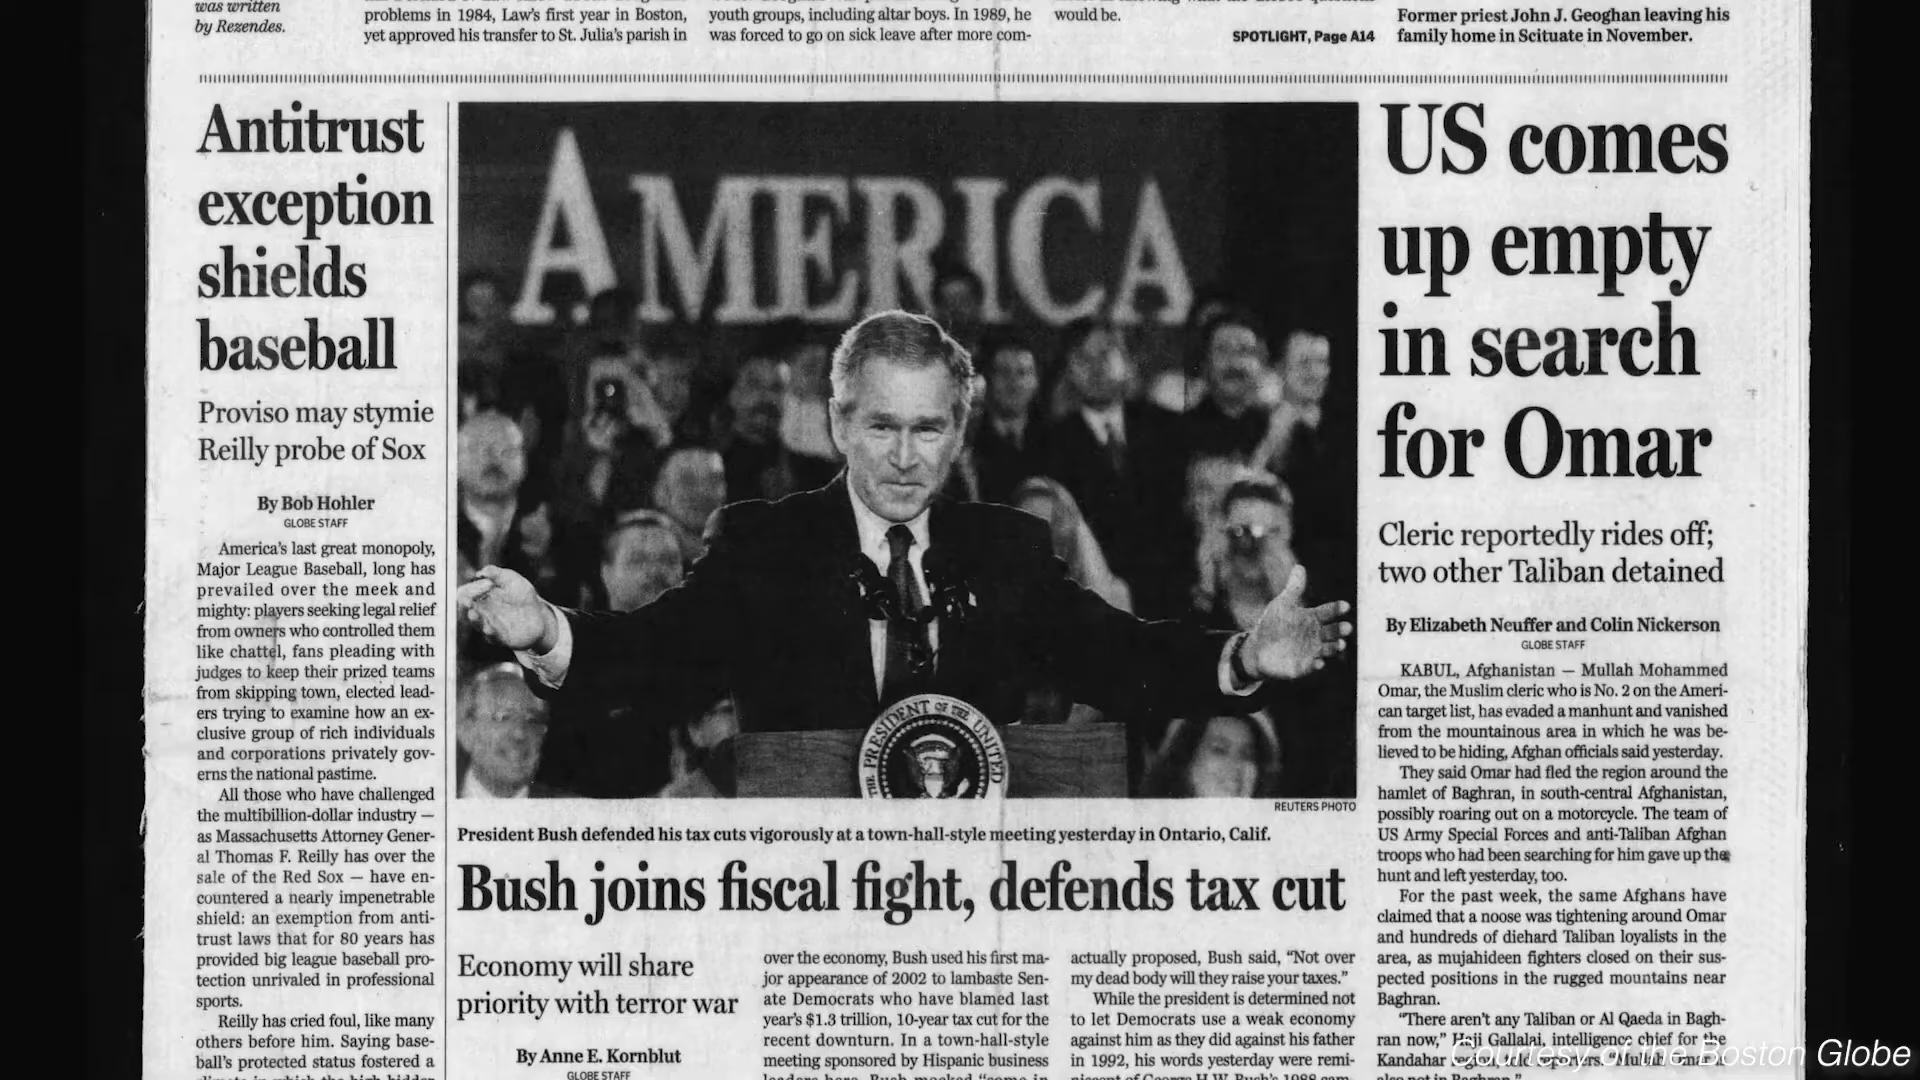 was written
by Rezendes.
problems in 1984, Law's first year in Boston,
yet approved his transfer to St. Julia's parish in
youth groups, including altar boys. In 1989, he
was forced to go on sick leave after more com-
would be.
SPOTLIGHT, Page A14
Former priest John J. Geoghan leaving his
family home in Scituate in November.
Antitrust
exception
shields
baseball
Proviso may stymie
Reilly probe of Sox
By Bob Hohler
GLOBE STAFF
America's last great monopoly,
Major League Baseball, long has
prevailed over the meek and
mighty: players seeking legal relief
from owners who controlled them
like chattel, fans pleading with
judges to keep their prized teams
from skipping town, elected lead-
ers trying to examine how an ex-
clusive group of rich individuals
and corporations privately gov-
erns the national pastime.
All those who have challenged
the multibillion-dollar industry —
as Massachusetts Attorney Gener-
al Thomas F. Reilly has over the
sale of the Red Sox — have en-
countered a nearly impenetrable
shield: an exemption from anti-
trust laws that for 80 years has
provided big league baseball pro-
tection unrivaled in professional
sports.
Reilly has cried foul, like many
others before him. Saying base-
ball's protected status fostered a
AMERICA
THE PRESIDENT OF THE UNITED
REUTERS PHOTO
President Bush defended his tax cuts vigorously at a town-hall-style meeting yesterday in Ontario, Calif.
Bush joins fiscal fight, defends tax cut
Economy will share
priority with terror war
By Anne E. Kornblut
GLOBE STAFF
over the economy, Bush used his first ma-
jor appearance of 2002 to lambaste Sen-
ate Democrats who have blamed last
year's $1.3 trillion, 10-year tax cut for the
recent downturn. In a town-hall-style
meeting sponsored by Hispanic business
actually proposed, Bush said, “Not over
my dead body will they raise your taxes.”
While the president is determined not
to let Democrats use a weak economy
against him as they did against his father
in 1992, his words yesterday were remi-
US comes
up empty
in search
for Omar
Cleric reportedly rides off;
two other Taliban detained
By Elizabeth Neuffer and Colin Nickerson
GLOBE STAFF
KABUL, Afghanistan — Mullah Mohammed
Omar, the Muslim cleric who is No. 2 on the Ameri-
can target list, has evaded a manhunt and vanished
from the mountainous area in which he was be-
lieved to be hiding, Afghan officials said yesterday.
They said Omar had fled the region around the
hamlet of Baghran, in south-central Afghanistan,
possibly roaring out on a motorcycle. The team of
US Army Special Forces and anti-Taliban Afghan
troops who had been searching for him gave up the
hunt and left yesterday, too.
For the past week, the same Afghans have
claimed that a noose was tightening around Omar
and hundreds of diehard Taliban loyalists in the
area, as mujahideen fighters closed on their sus-
pected positions in the rugged mountains near
Baghran.
“There aren't any Taliban or Al Qaeda in Bagh-
ran now,” Haji Gallalai, intelligence chief for the
Kandahar
Courtesy of the Boston Globe